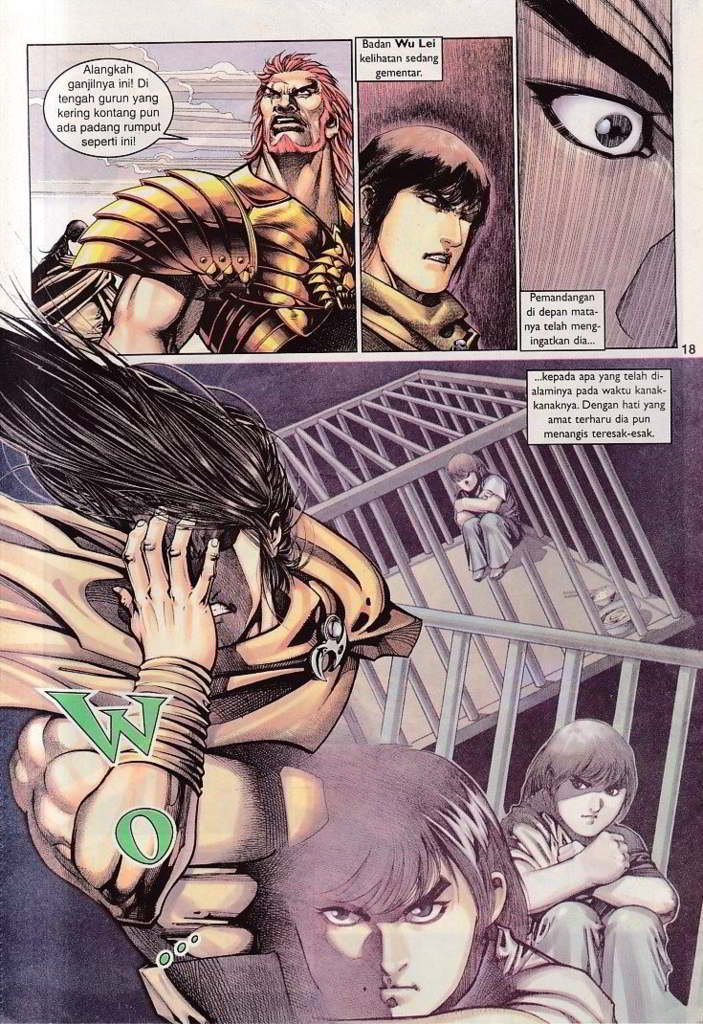 Alangkah
ganjilnya ini! Di
tengah gurun yang
kering kontang pun
ada padang rumput
seperti ini!
Badan Wu Lei
kelihatan sedang
gementar.
Pemandangan
di depan mata-
nya telah meng-
ingatkan dia...
18
...kepada apa yang telah di-
alaminya pada waktu kanak-
kanaknya. Dengan hati yang
amat terharu dia pun
menangis teresak-esak.
WO...